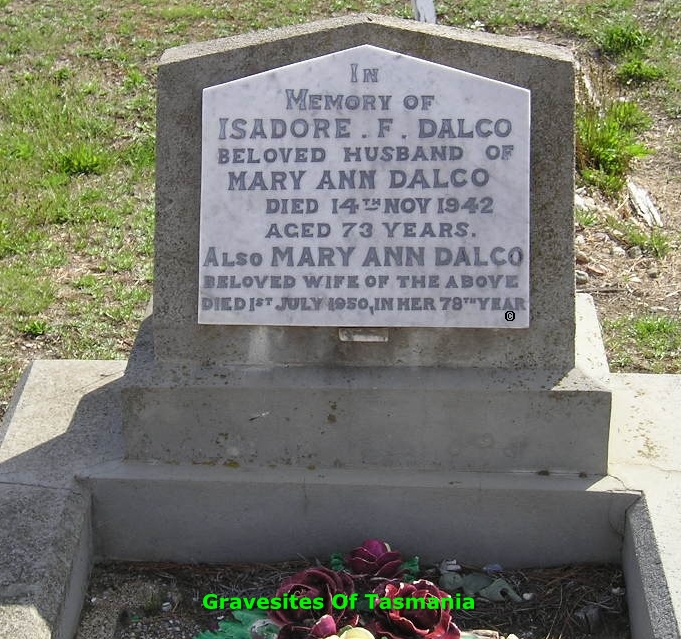 IN
MEMORY OF
ISADORE . F. DALCO
BELOVED HUSBAND OF
MARY ANN DALCO
DIED 14TH NOV 1942
AGED 73 YEARS.
ALSO MARY ANN DALCO
BELOVED WIFE OF THE ABOVE
DIED 1ST JULY 1950, IN HER 78TH YEAR
©
Gravesites Of Tasmania